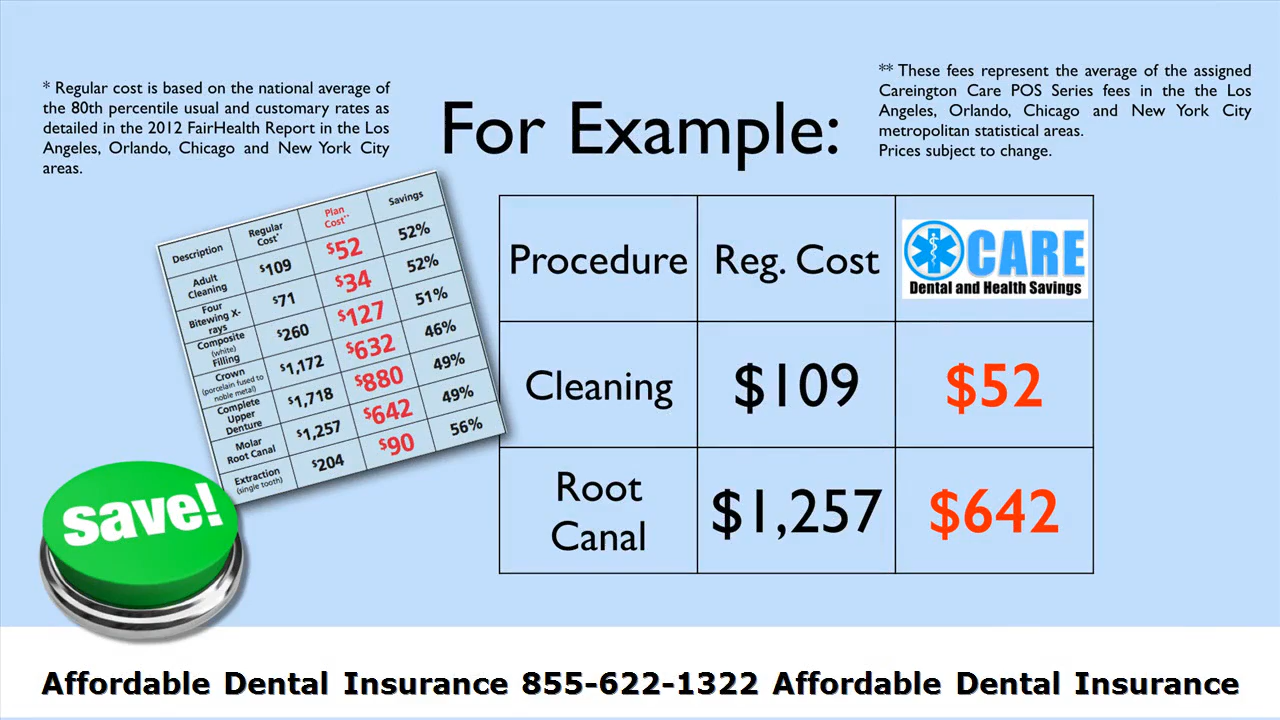 * Regular cost is based on the national average of
the 80th percentile usual and customary rates as
detailed in the 2012 FairHealth Report in the Los
Angeles, Orlando, Chicago and New York City
areas.
For Example:
** These fees represent the average of the assigned
Careington Care POS Series fees in the the Los
Angeles, Orlando, Chicago and New York City
metropolitan statistical areas.
Prices subject to change.
Description Regular Cost* Plan Cost** Savings
Adult Cleaning $109 $52 52%
Four Bitewing X-rays $71 $34 52%
Composite (white) Filling $260 $127 51%
Crown (porcelain fused to noble metal) $1,172 $632 46%
Complete Upper Denture $1,718 $880 49%
Molar Root Canal $1,257 $642 49%
Extraction (single tooth) $204 $90 56%
Procedure Reg. Cost CARE
Dental and Health Savings
Cleaning $109 $52
Root
Canal $1,257 $642
save!
Affordable Dental Insurance 855-622-1322 Affordable Dental Insurance